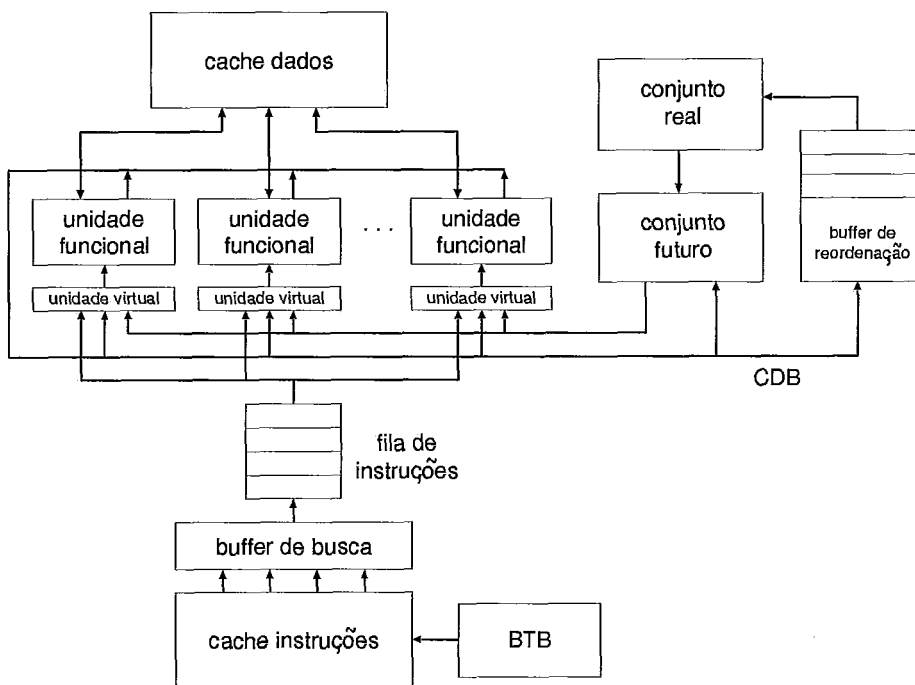 cache dados
conjunto
real
unidade
funcional
unidade
funcional
. . .
unidade
funcional
conjunto
futuro
buffer de
reordenação
unidade virtual
unidade virtual
unidade virtual
CDB
fila de
instruções
buffer de busca
cache instruções
BTB